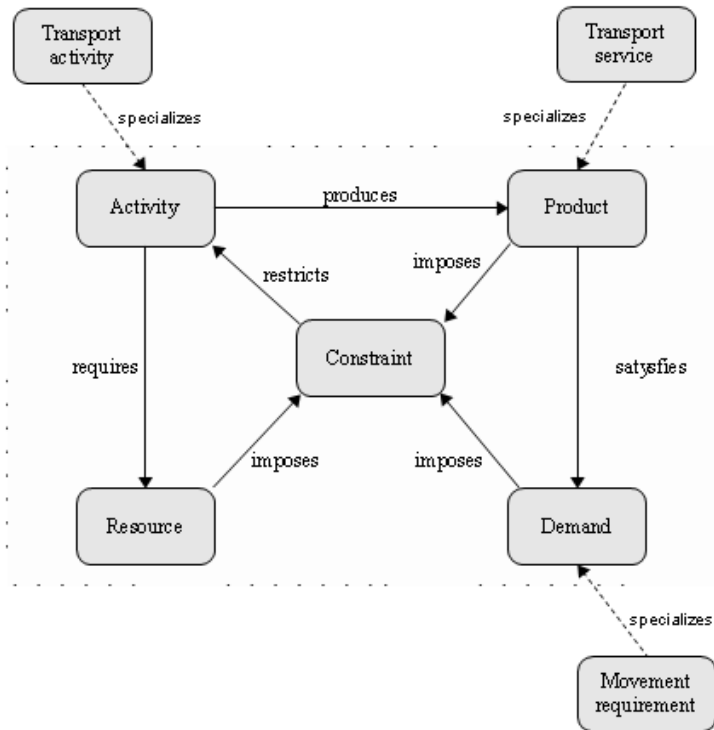 Transport
activity
Transport
service
specializes
specializes
Activity
produces
Product
restricts
imposes
Constraint
requires
satysfies
imposes
imposes
Resource
Demand
specializes
Movement
requirement